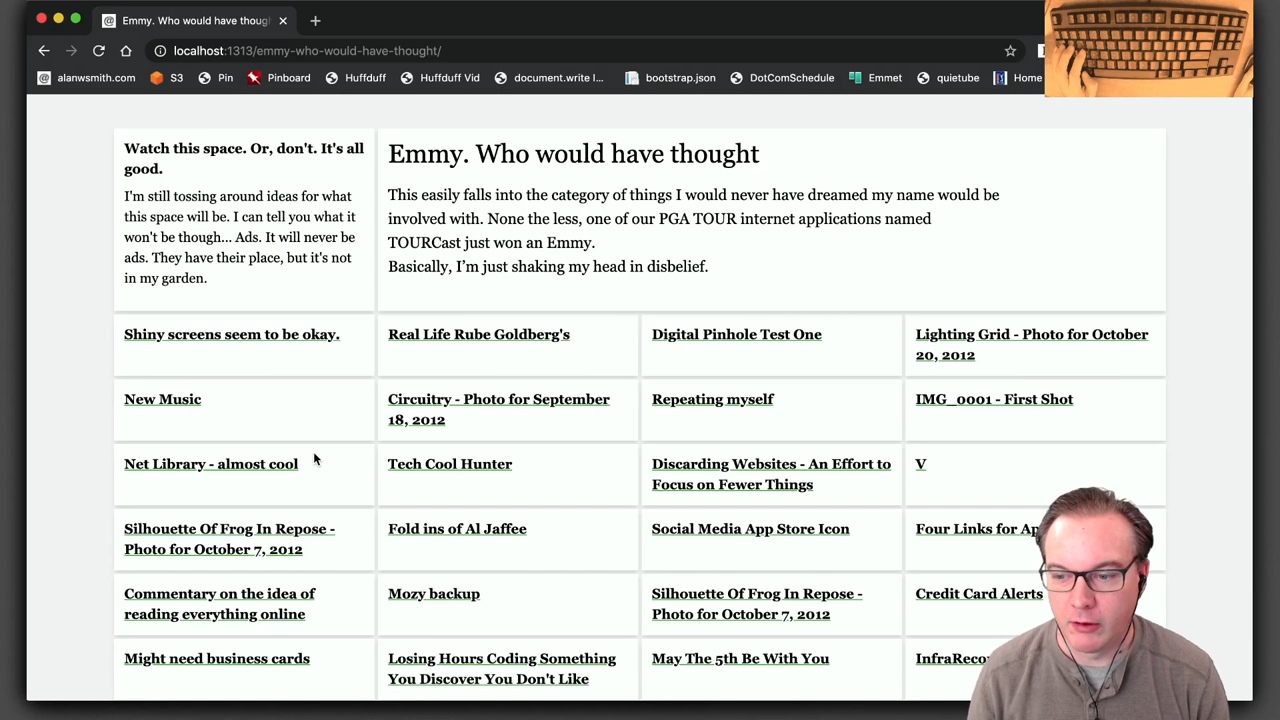 Emmy. Who would have though
localhost:1313/emmy-who-would-have-thought/
alanwsmith.com S3 Pin Pinboard Huffduff Huffduff Vid document.write I... bootstrap.json DotComSchedule Emmet quietube Home
Watch this space. Or, don't. It's all
good.
I'm still tossing around ideas for what
this space will be. I can tell you what it
won't be though... Ads. It will never be
ads. They have their place, but it's not
in my garden.
Emmy. Who would have thought
This easily falls into the category of things I would never have dreamed my name would be
involved with. None the less, one of our PGA TOUR internet applications named
TOURCast just won an Emmy.
Basically, I’m just shaking my head in disbelief.
Shiny screens seem to be okay.
Real Life Rube Goldberg's
Digital Pinhole Test One
Lighting Grid - Photo for October
20, 2012
New Music
Circuitry - Photo for September
18, 2012
Repeating myself
IMG_0001 - First Shot
Net Library - almost cool
Tech Cool Hunter
Discarding Websites - An Effort to
Focus on Fewer Things
V
Silhouette Of Frog In Repose -
Photo for October 7, 2012
Fold ins of Al Jaffee
Social Media App Store Icon
Four Links for Ap
Commentary on the idea of
reading everything online
Mozy backup
Silhouette Of Frog In Repose -
Photo for October 7, 2012
Credit Card Alerts
Might need business cards
Losing Hours Coding Something
You Discover You Don't Like
May The 5th Be With You
InfraReco